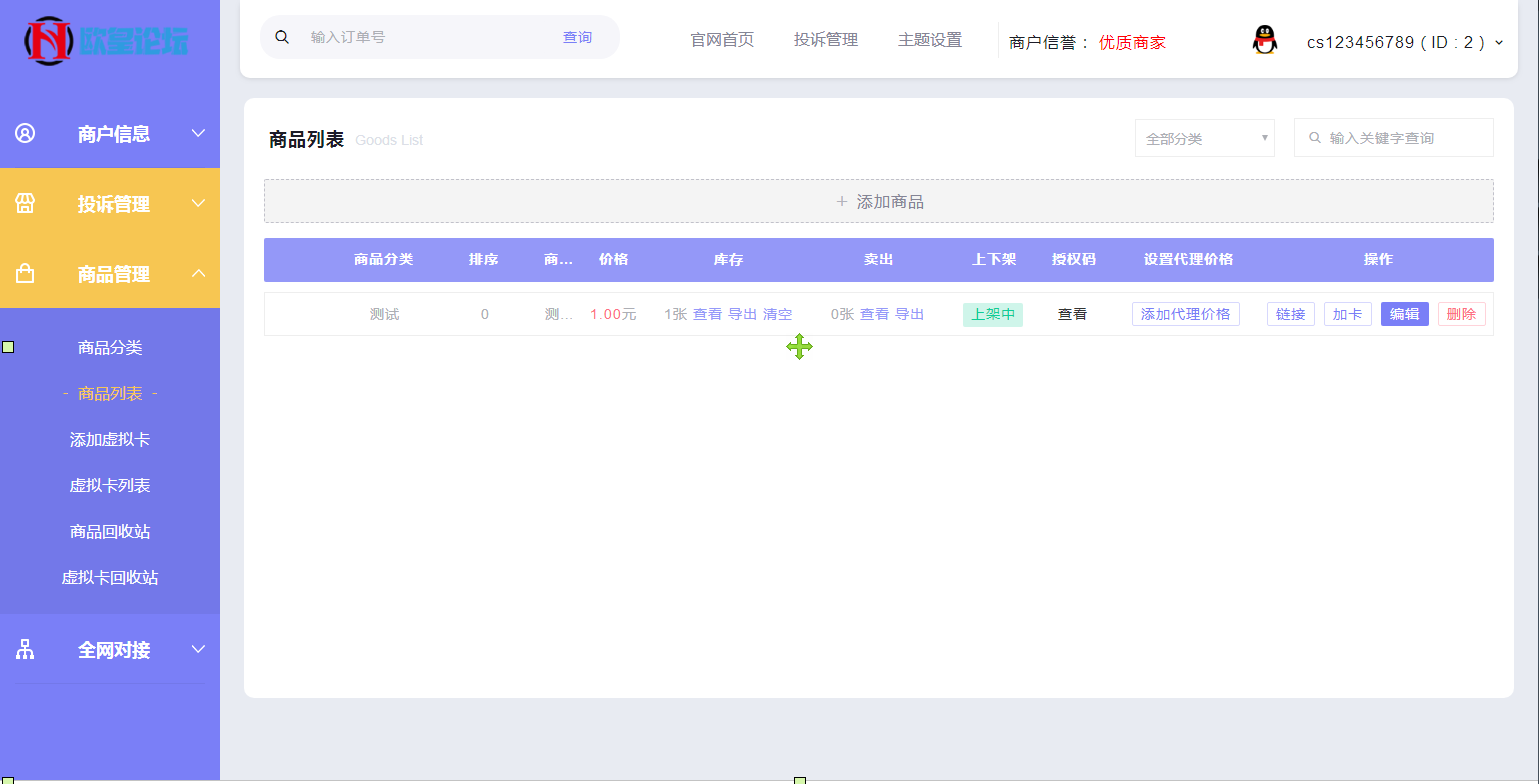 欧皇论坛
输入订单号 查询 官网首页 投诉管理 主题设置 商户信誉： 优质商家 cs123456789 ( ID : 2 )
商户信息
投诉管理
商品管理
商品分类
- 商品列表 -
添加虚拟卡
虚拟卡列表
商品回收站
虚拟卡回收站
全网对接
商品列表 Goods List 全部分类 输入关键字查询
+ 添加商品
商品分类 排序 商... 价格 库存 卖出 上下架 授权码 设置代理价格 操作
测试 0 测... 1.00元 1张 查看 导出 清空 0张 查看 导出 上架中 查看 添加代理价格 链接 加卡 编辑 删除